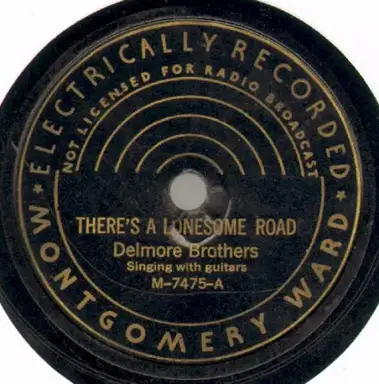 ★ ELECTRICALLY RECORDED ★
NOT LICENSED FOR RADIO BROADCAST
THERE'S A LONESOME ROAD
Delmore Brothers
Singing with guitars
M-7475-A
MONTGOMERY WARD